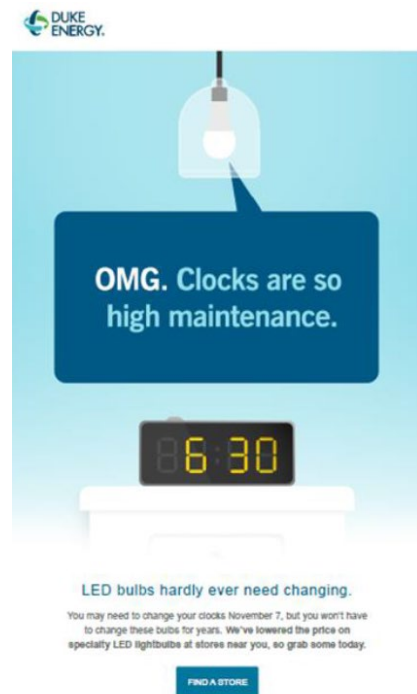 DUKE
ENERGY.
OMG. Clocks are so
high maintenance.
6 30
LED bulbs hardly ever need changing.
You may need to change your clocks November 7, but you won't have
to change these bulbs for years. We've lowered the price on
specialty LED lightbulbs at stores near you, so grab some today.
FIND A STORE